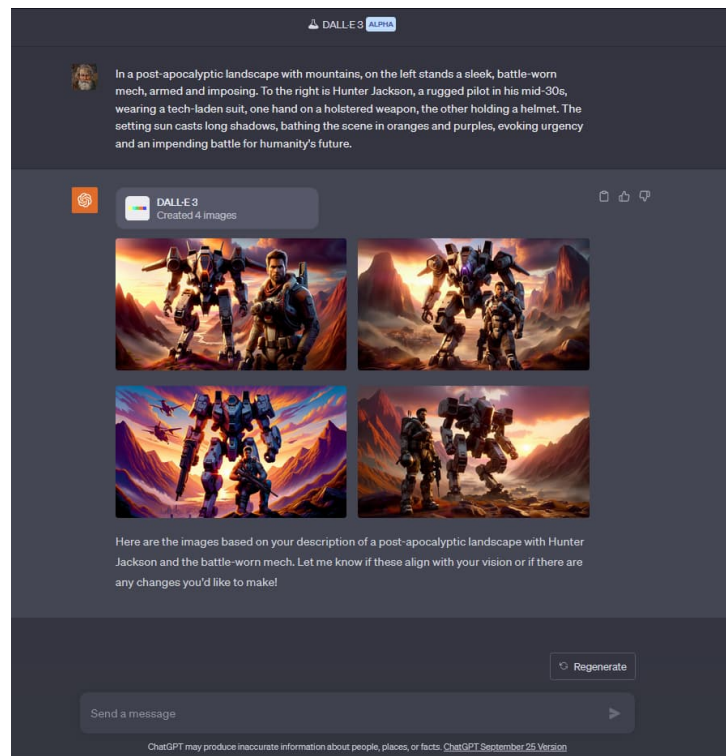 DALL·E 3 ALPHA
In a post-apocalyptic landscape with mountains, on the left stands a sleek, battle-worn
mech, armed and imposing. To the right is Hunter Jackson, a rugged pilot in his mid-30s,
wearing a tech-laden suit, one hand on a holstered weapon, the other holding a helmet. The
setting sun casts long shadows, bathing the scene in oranges and purples, evoking urgency
and an impending battle for humanity's future.
DALL·E 3
Created 4 images
Here are the images based on your description of a post-apocalyptic landscape with Hunter
Jackson and the battle-worn mech. Let me know if these align with your vision or if there are
any changes you'd like to make!
Regenerate
Send a message
ChatGPT may produce inaccurate information about people, places, or facts. ChatGPT September 25 Version